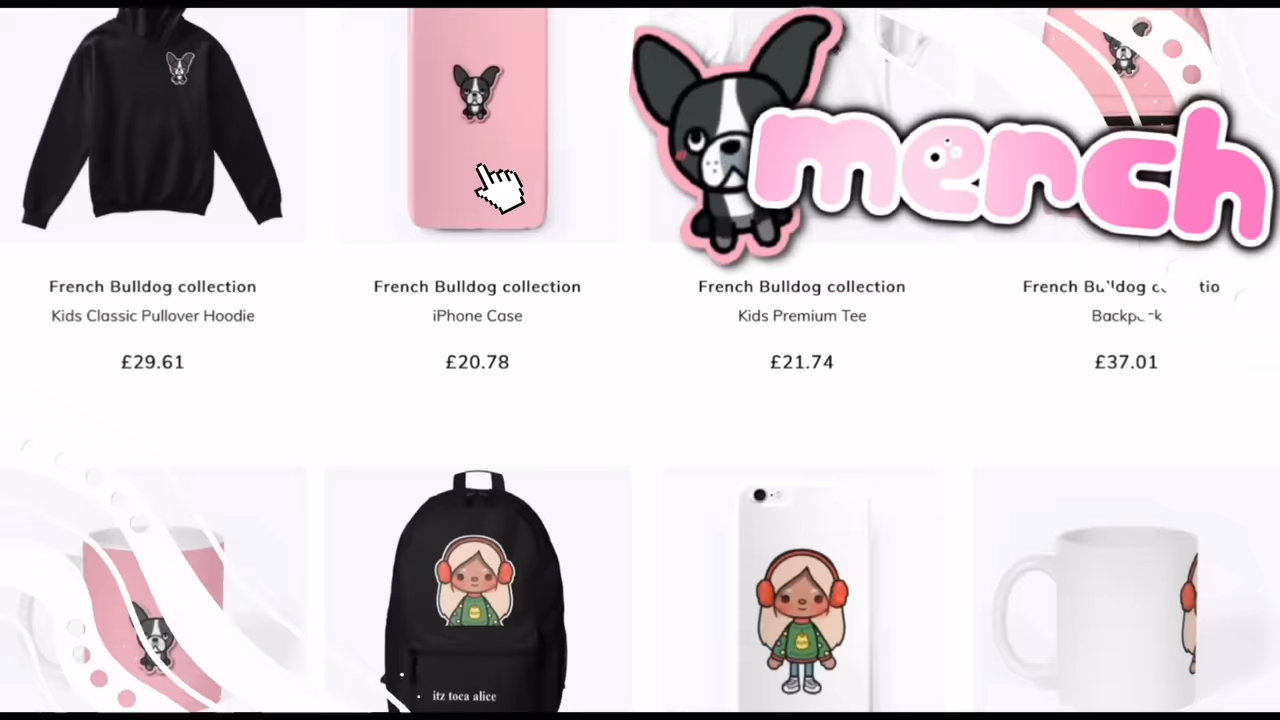 merch
French Bulldog collection
Kids Classic Pullover Hoodie
£29.61
French Bulldog collection
iPhone Case
£20.78
French Bulldog collection
Kids Premium Tee
£21.74
French
£37.01
itz toca alice